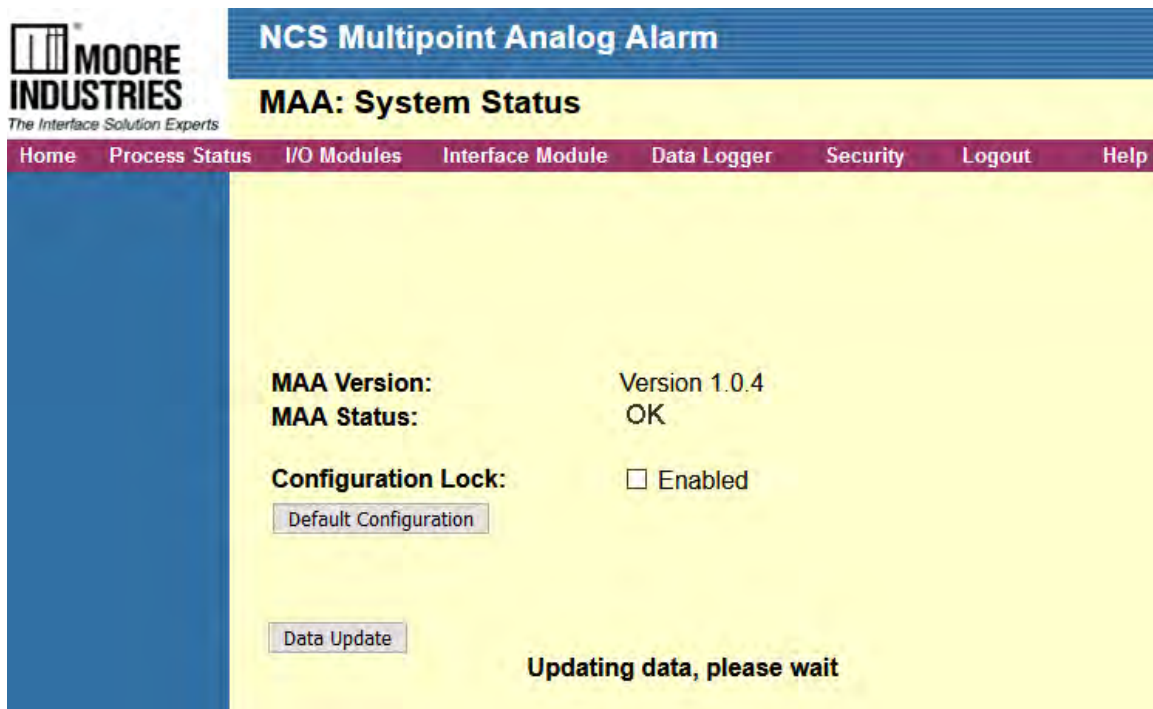 MOORE
INDUSTRIES
The Interface Solution Experts
NCS Multipoint Analog Alarm
MAA: System Status
Home Process Status I/O Modules Interface Module Data Logger Security Logout Help
MAA Version: Version 1.0.4
MAA Status: OK
Configuration Lock: Enabled
Default Configuration
Data Update
Updating data, please wait